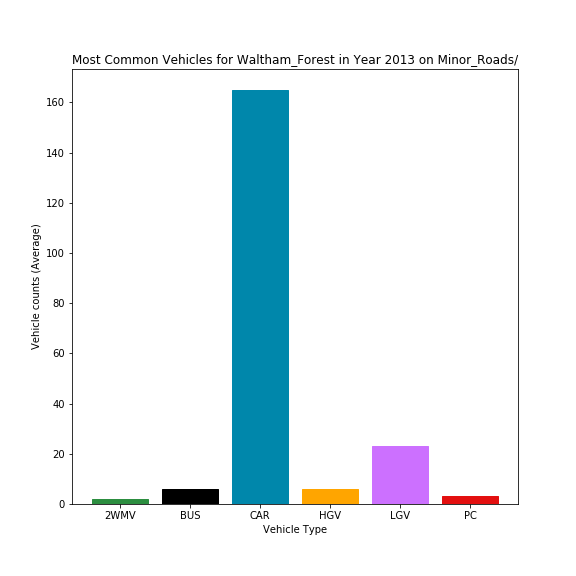 Most Common Vehicles for Waltham_Forest in Year 2013 on Minor_Roads/
Vehicle counts (Average)
160
140
120
100
80
60
40
20
0
2WMV BUS CAR HGV LGV PC
Vehicle Type